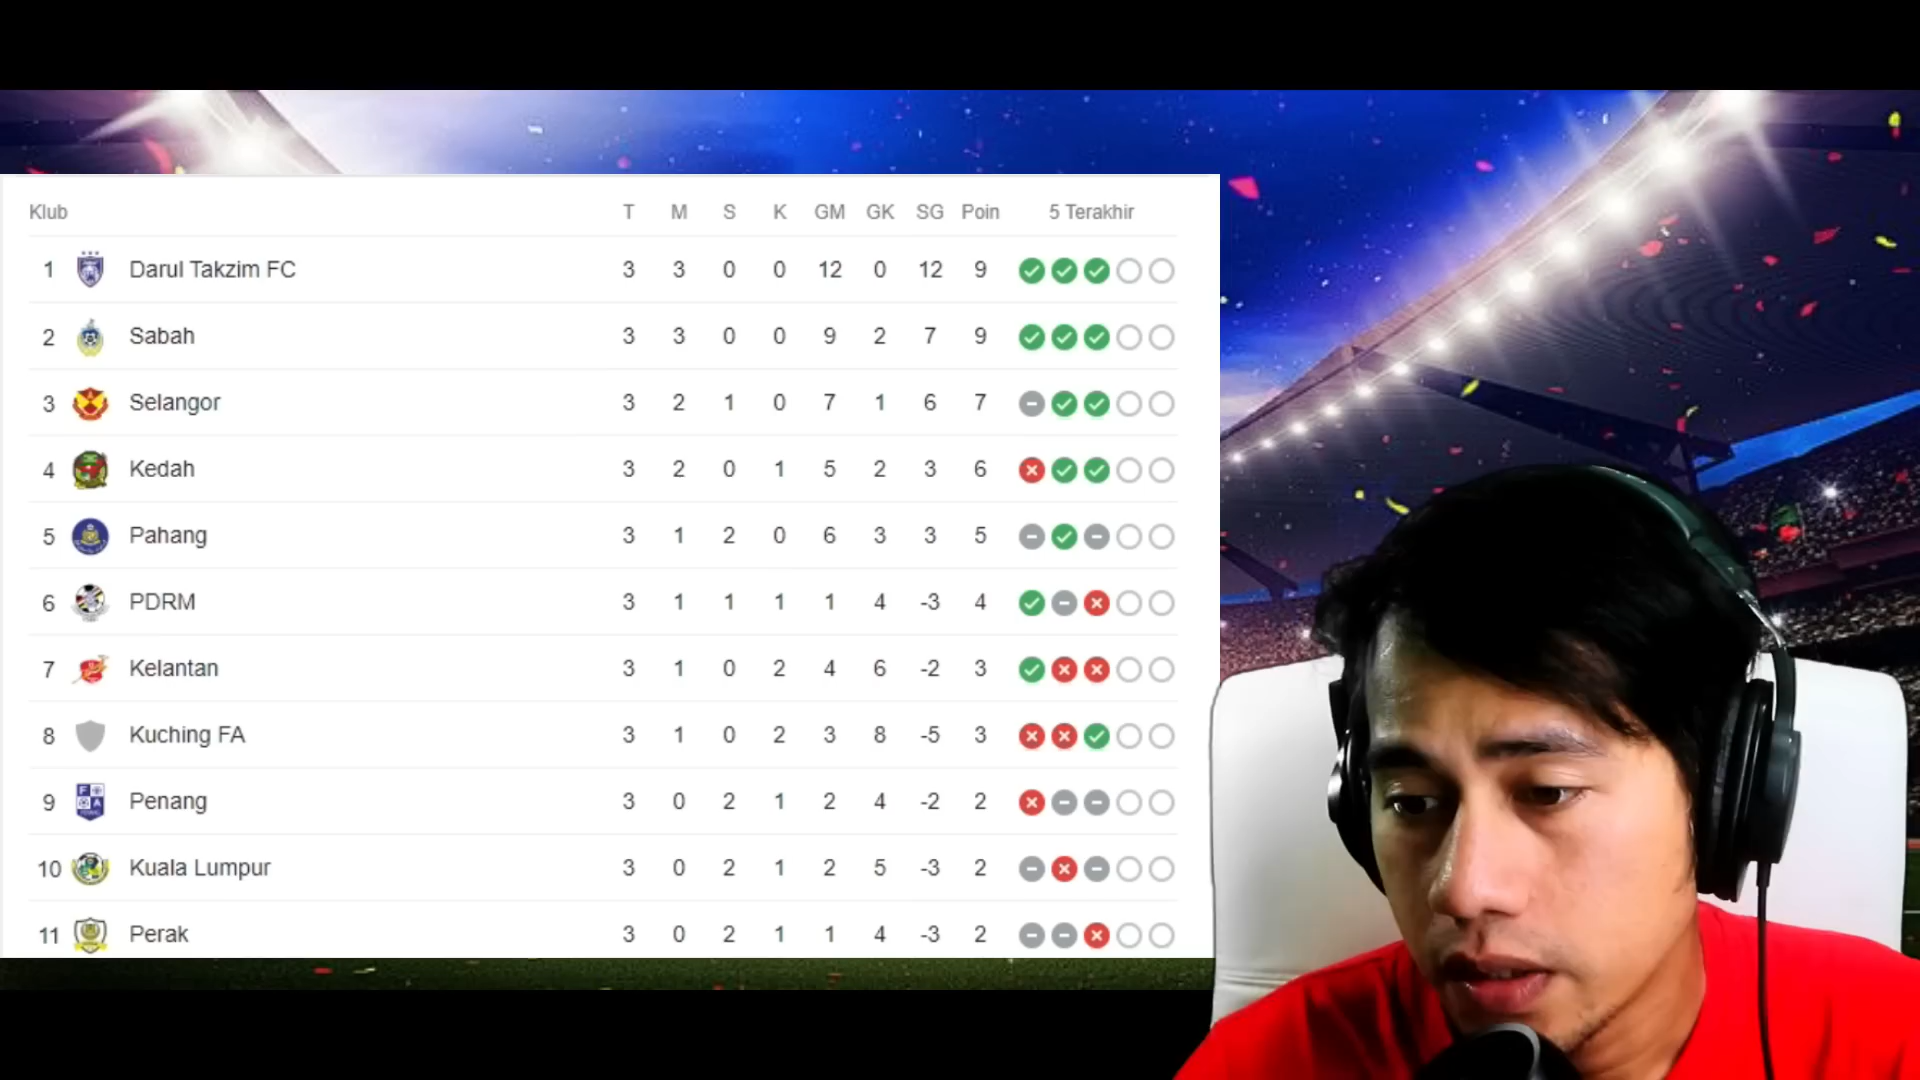 Klub T M S K GM GK SG Poin 5 Terakhir
1 Darul Takzim FC 3 3 0 0 12 0 12 9
2 Sabah 3 3 0 0 9 2 7 9
3 Selangor 3 2 1 0 7 1 6 7
4 Kedah 3 2 0 1 5 2 3 6
5 Pahang 3 1 2 0 6 3 3 5
6 PDRM 3 1 1 1 1 4 -3 4
7 Kelantan 3 1 0 2 4 6 -2 3
8 Kuching FA 3 1 0 2 3 8 -5 3
9 Penang 3 0 2 1 2 4 -2 2
10 Kuala Lumpur 3 0 2 1 2 5 -3 2
11 Perak 3 0 2 1 1 4 -3 2